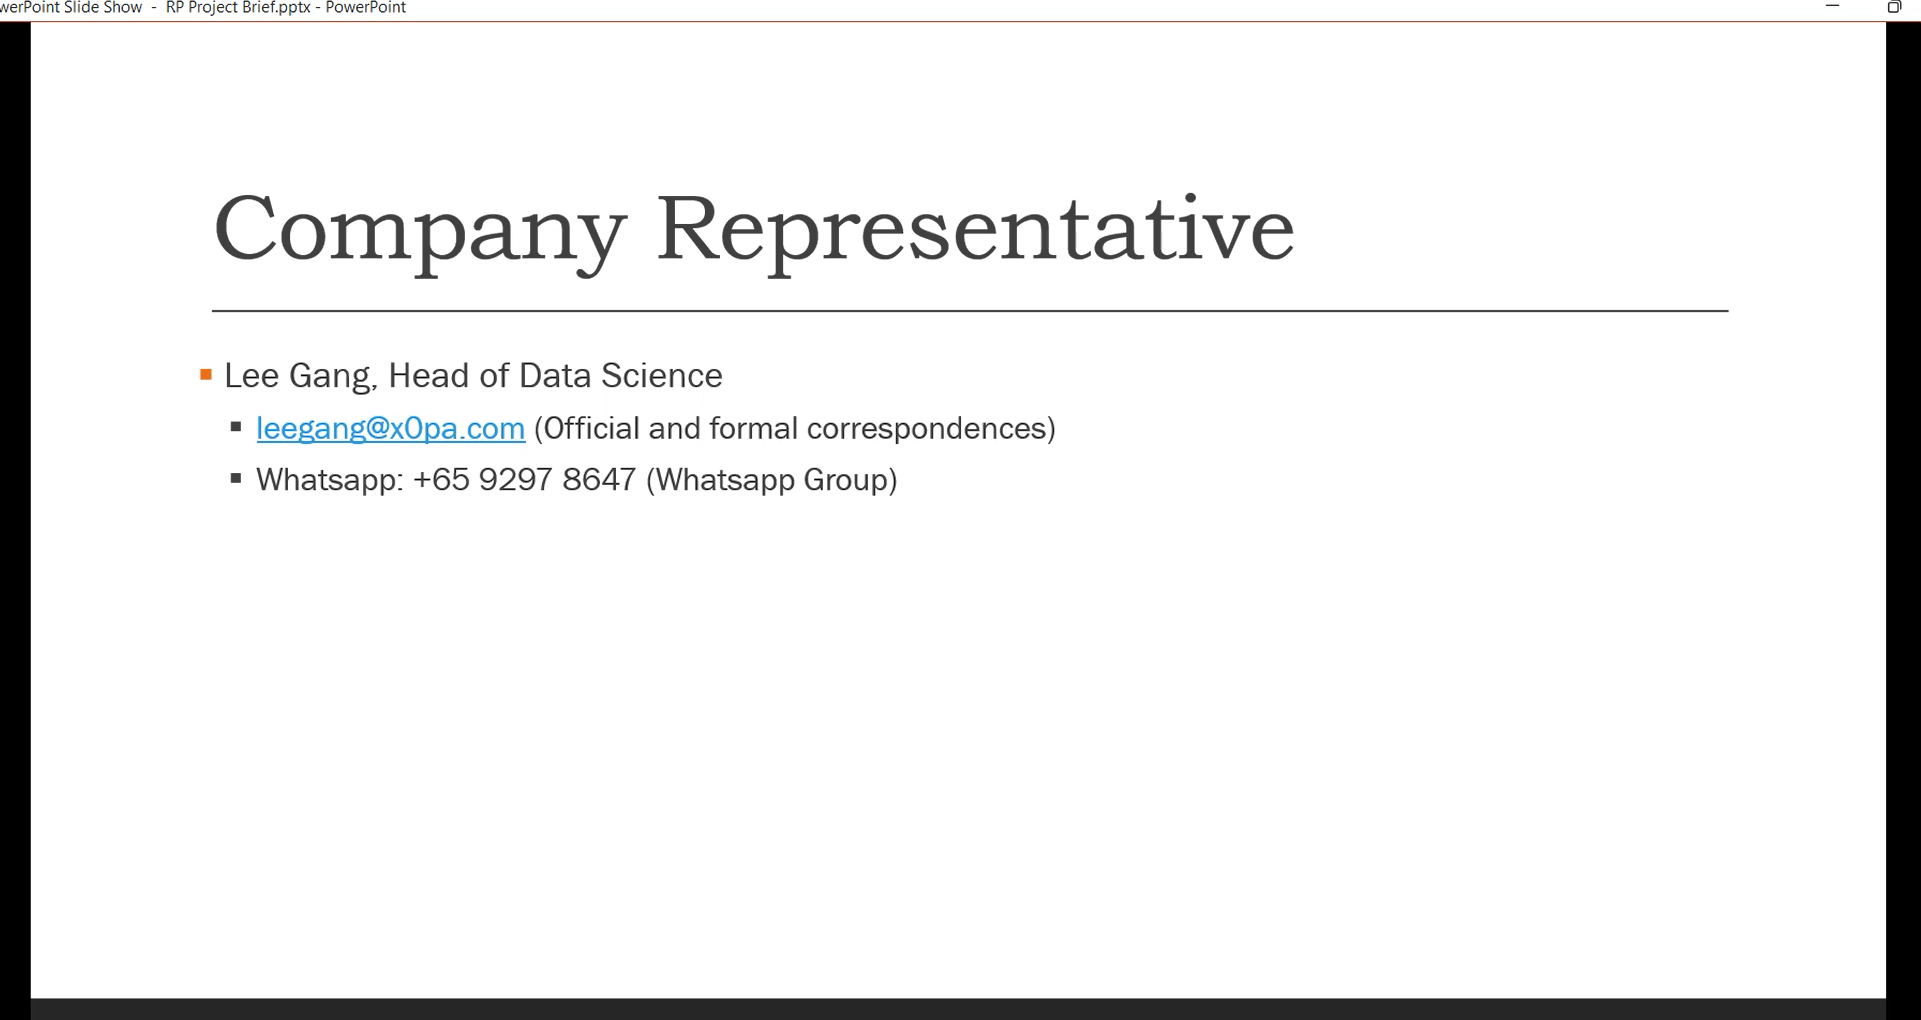 werPoint Slide Show - RP Project Brief.pptx - PowerPoint
Company Representative
Lee Gang, Head of Data Science
leegang@x0pa.com (Official and formal correspondences)
Whatsapp: +65 9297 8647 (Whatsapp Group)